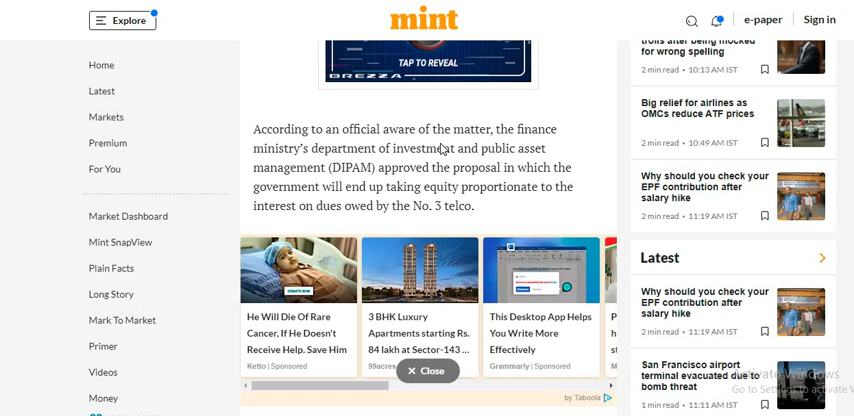 Explore
mint
e-paper
Sign in
Home
Latest
Markets
Premium
For You
Market Dashboard
Mint SnapView
Plain Facts
Long Story
Mark To Market
Primer
Videos
Money
TAP TO REVEAL
BREZZA
According to an official aware of the matter, the finance
ministry's department of investment and public asset
management (DIPAM) approved the proposal in which the
government will end up taking equity proportionate to the
interest on dues owed by the No. 3 telco.
He Will Die Of Rare
Cancer, If He Doesn't
Receive Help. Save Him
Ketto | Sponsored
DONATE NOW
3 BHK Luxury
Apartments starting Rs.
84 lakh at Sector-143 ...
99acres
This Desktop App Helps
You Write More
Effectively
Grammarly | Sponsored
✕ Close
by Taboola
trolls after being mocked
for wrong spelling
2 min read • 10:13 AM IST
Big relief for airlines as
OMCs reduce ATF prices
2 min read • 10:49 AM IST
Why should you check your
EPF contribution after
salary hike
2 min read • 11:19 AM IST
Latest
Why should you check your
EPF contribution after
salary hike
2 min read • 11:19 AM IST
San Francisco airport
terminal evacuated due to
bomb threat
1 min read • 11:11 AM IST
Activate Windows
Go to Settings to activate W